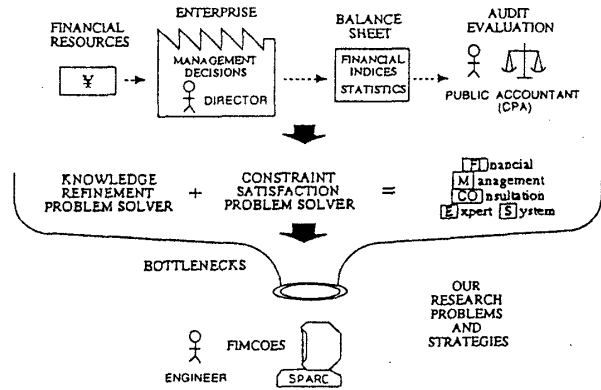 FINANCIAL
RESOURCES
¥
ENTERPRISE
MANAGEMENT
DECISIONS
DIRECTOR
BALANCE
SHEET
FINANCIAL
INDICES
STATISTICS
AUDIT
EVALUATION
PUBLIC ACCOUNTANT
(CPA)
KNOWLEDGE
REFINEMENT
PROBLEM SOLVER
+
CONSTRAINT
SATISFACTION
PROBLEM SOLVER
=
FInancial
Management
COnsultation
Expert System
BOTTLENECKS
OUR
RESEARCH
PROBLEMS
AND
STRATEGIES
FIMCOES
ENGINEER
SPARC